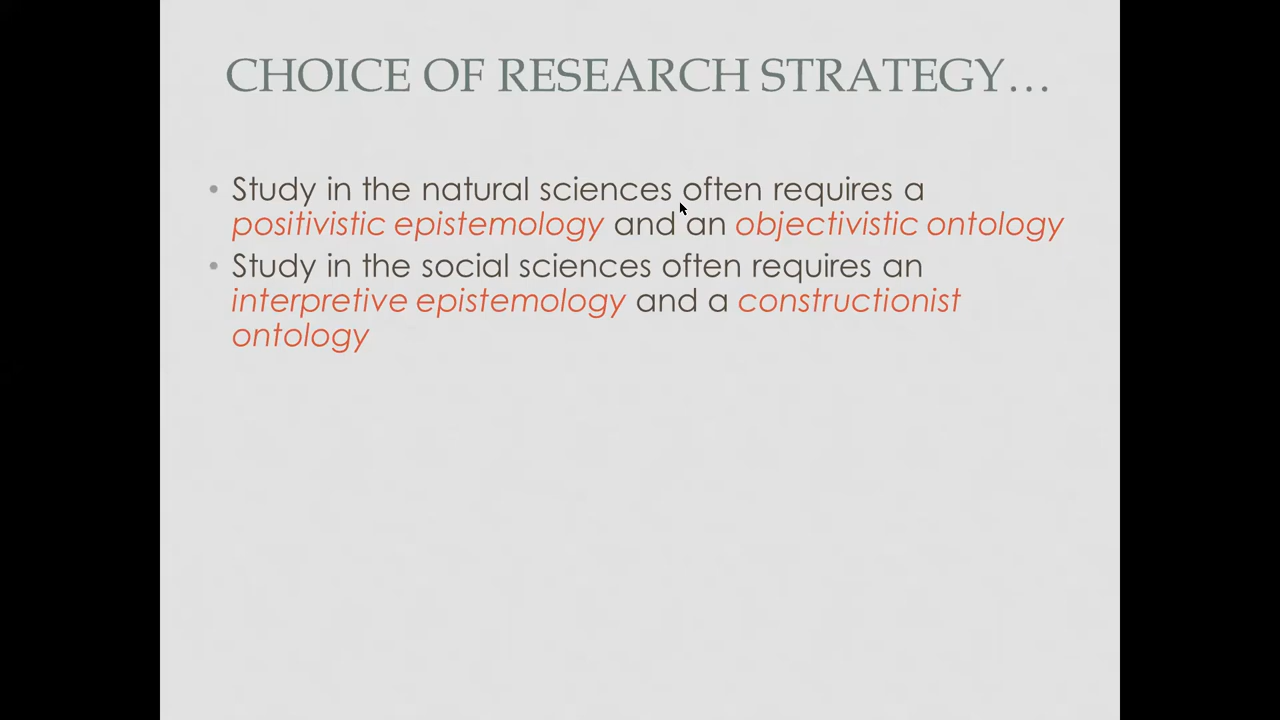 CHOICE OF RESEARCH STRATEGY…
• Study in the natural sciences often requires a
positivistic epistemology and an objectivistic ontology
• Study in the social sciences often requires an
interpretive epistemology and a constructionist
ontology